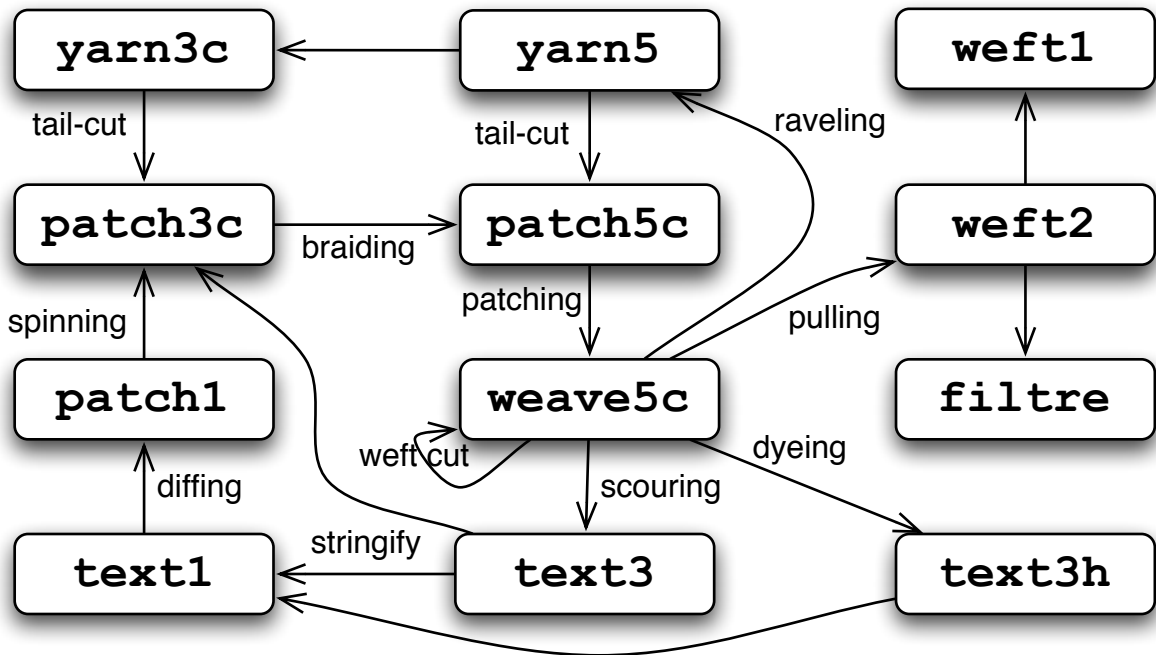 yarn3c
yarn5
weft1
tail-cut
tail-cut
raveling
patch3c
braiding
patch5c
weft2
spinning
patching
pulling
patch1
weave5c
filtre
weft cut
dyeing
diffing
scouring
stringify
text1
text3
text3h